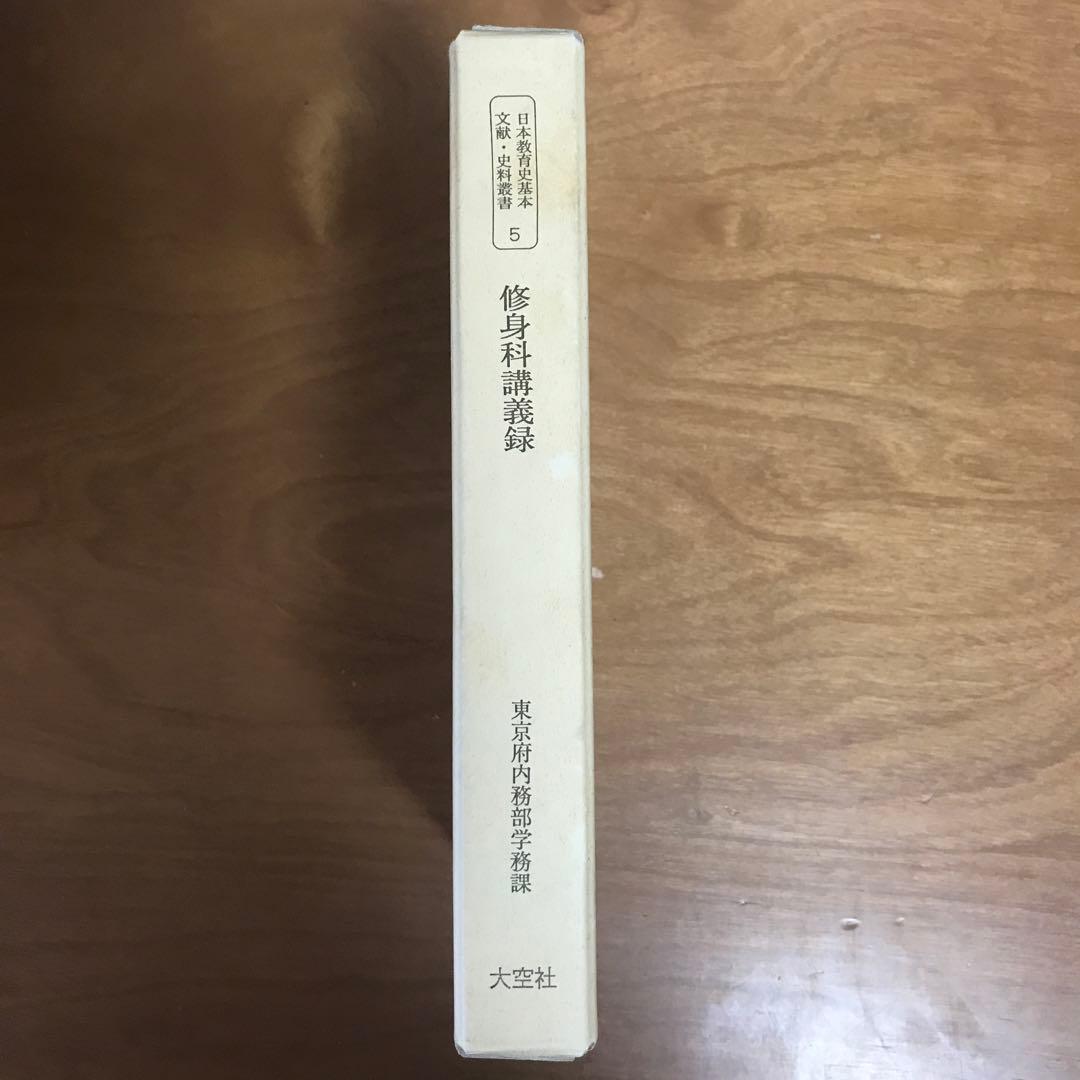 日本教育史基本
文献・史料叢書
5
修身科講義録
東京府内務部学務課
大空社